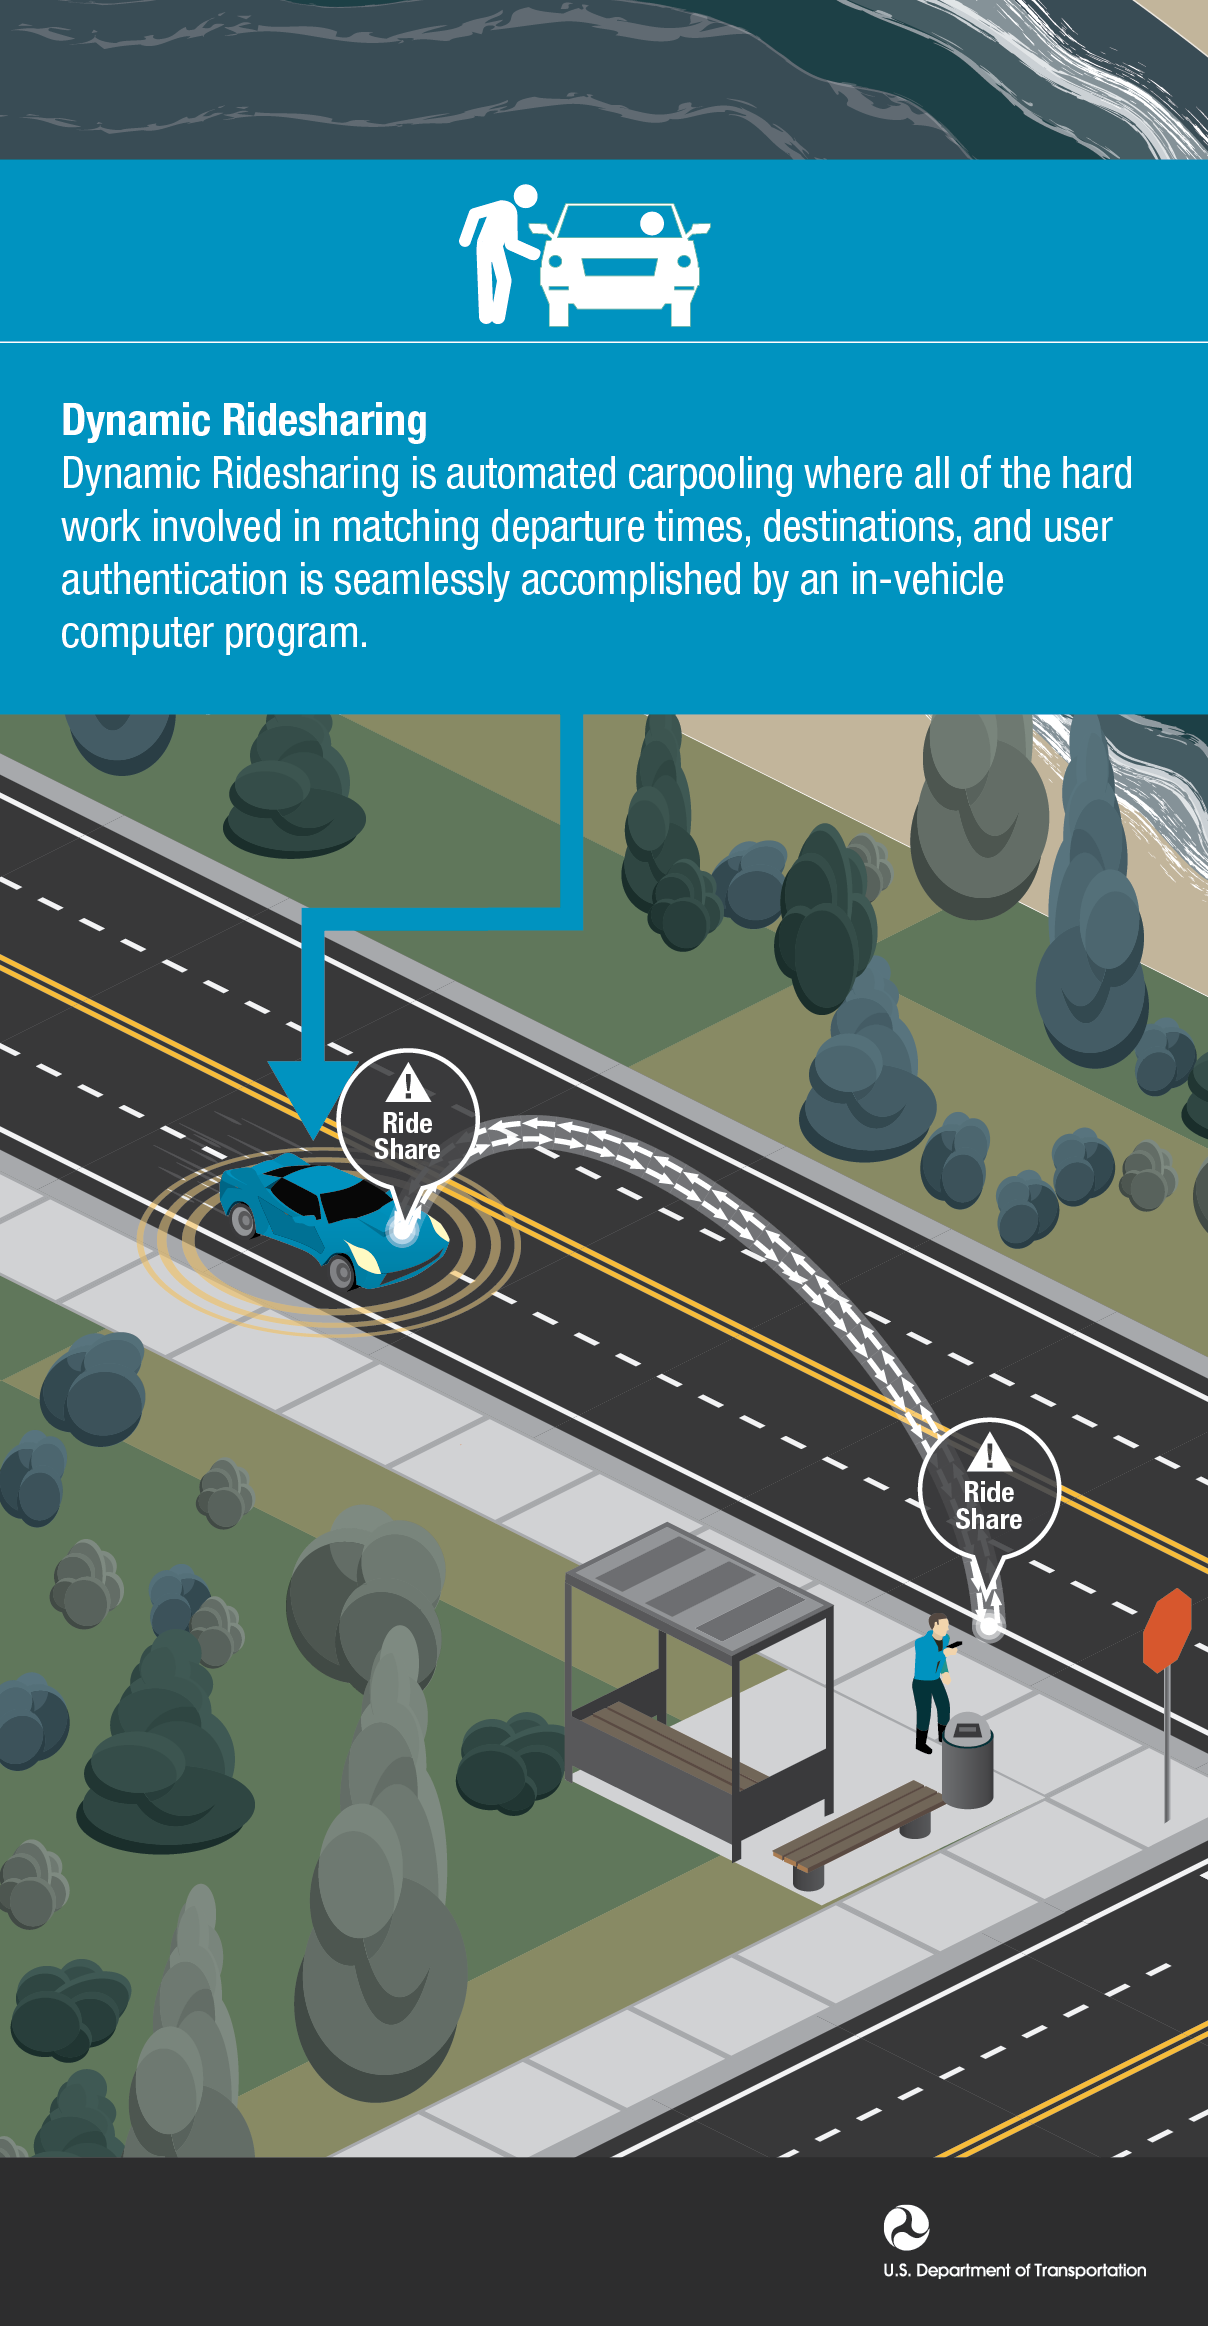 Dynamic Ridesharing
Dynamic Ridesharing is automated carpooling where all of the hard
work involved in matching departure times, destinations, and user
authentication is seamlessly accomplished by an in-vehicle
computer program.
!
Ride
Share
!
Ride
Share
U.S. Department of Transportation